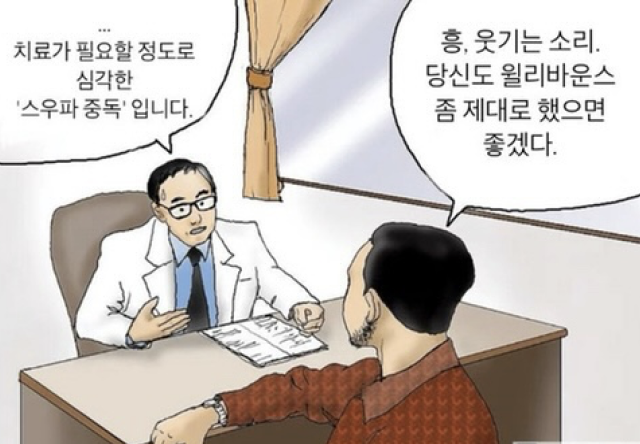 ...
치료가 필요할 정도로
심각한
'스우파 중독' 입니다.
흥, 웃기는 소리.
당신도 윌리바운스
좀 제대로 했으면
좋겠다.